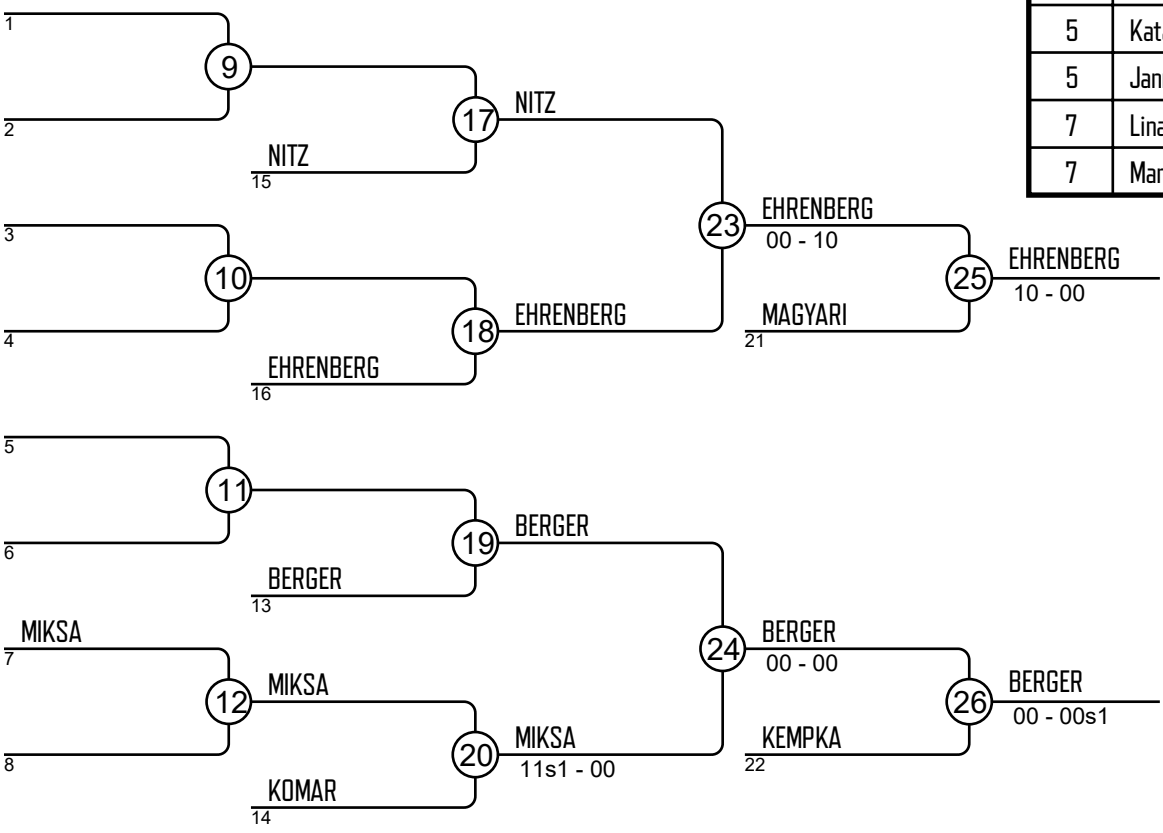 1
9
2
17
NITZ
NITZ
15
3
10
4
18
EHRENBERG
EHRENBERG
16
23
EHRENBERG
00 - 10
MAGYARI
21
25
EHRENBERG
10 - 00
5
11
6
19
BERGER
BERGER
13
MIKSA
7
12
MIKSA
8
20
MIKSA
11s1 - 00
KOMAR
14
24
BERGER
00 - 00
KEMPKA
22
26
BERGER
00 - 00s1
5
5
7
7